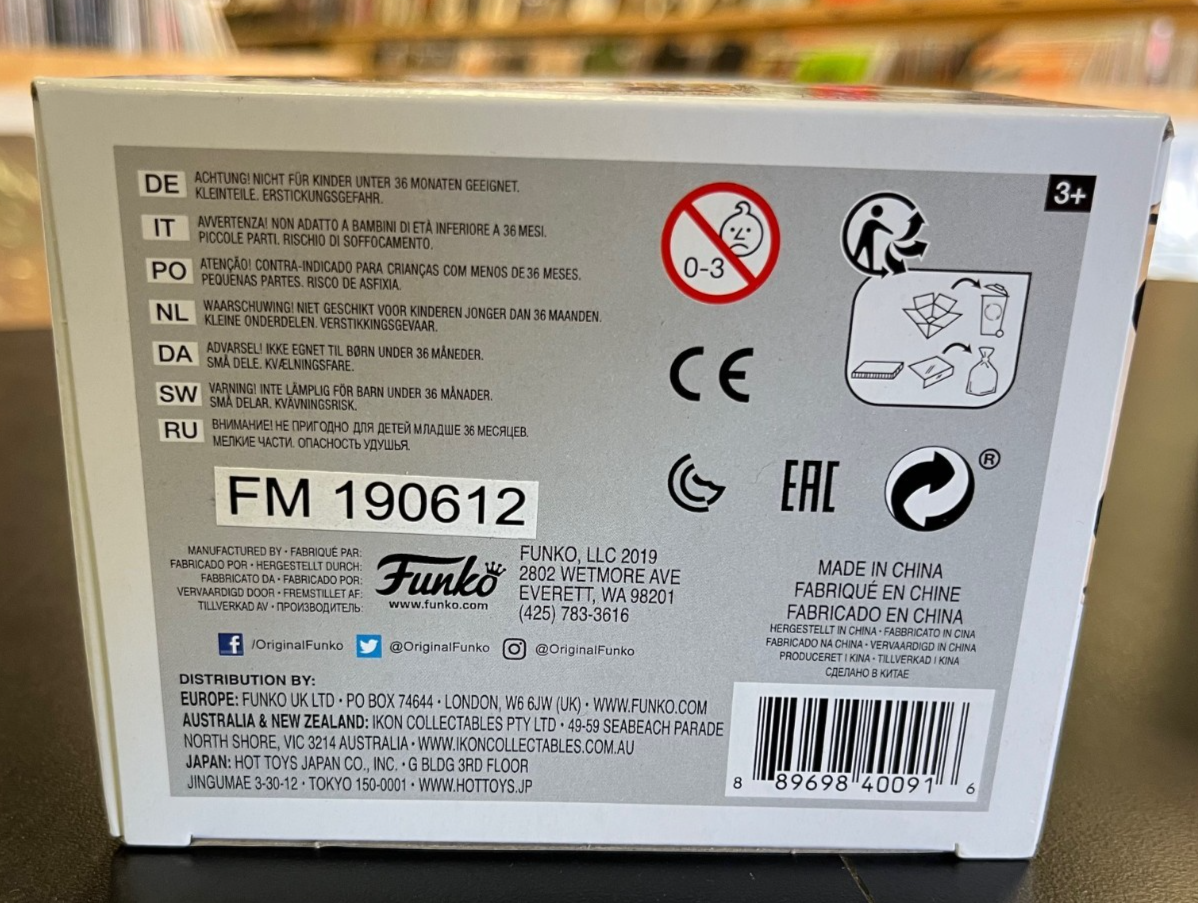 DE ACHTUNG! NICHT FÜR KINDER UNTER 36 MONATEN GEEIGNET.
KLEINTEILE. ERSTICKUNGSGEFAHR.
IT AVVERTENZA! NON ADATTO A BAMBINI DI ETÀ INFERIORE A 36 MESI.
PICCOLE PARTI. RISCHIO DI SOFFOCAMENTO.
PO ATENÇÃO! CONTRA-INDICADO PARA CRIANÇAS COM MENOS DE 36 MESES.
PEQUENAS PARTES. RISCO DE ASFIXIA.
NL WAARSCHUWING! NIET GESCHIKT VOOR KINDEREN JONGER DAN 36 MAANDEN.
KLEINE ONDERDELEN. VERSTIKKINGSGEVAAR.
DA ADVARSEL! IKKE EGNET TIL BØRN UNDER 36 MÅNEDER.
SMÅ DELE. KVÆLNINGSFARE.
SW VARNING! INTE LÄMPLIG FÖR BARN UNDER 36 MÅNADER.
SMÅ DELAR. KVÄVNINGSRISK.
RU ВНИМАНИЕ! НЕ ПРИГОДНО ДЛЯ ДЕТЕЙ МЛАДШЕ 36 МЕСЯЦЕВ.
МЕЛКИЕ ЧАСТИ. ОПАСНОСТЬ УДУШЬЯ.
0-3
3+
CE
EAC
®
FM 190612
MANUFACTURED BY • FABRIQUÉ PAR:
FABRICADO POR • HERGESTELLT DURCH:
FABBRICATO DA • FABRICADO POR:
VERVAARDIGD DOOR • FREMSTILLET AF:
TILLVERKAD AV • ПРОИЗВОДИТЕЛЬ:
Funko
www.funko.com
FUNKO, LLC 2019
2802 WETMORE AVE
EVERETT, WA 98201
(425) 783-3616
f /OriginalFunko @OriginalFunko @OriginalFunko
MADE IN CHINA
FABRIQUÉ EN CHINE
FABRICADO EN CHINA
HERGESTELLT IN CHINA • FABBRICATO IN CINA
FABRICADO NA CHINA • VERVAARDIGD IN CHINA
PRODUCERET I KINA • TILLVERKAD I KINA
СДЕЛАНО В КИТАЕ
DISTRIBUTION BY:
EUROPE: FUNKO UK LTD • PO BOX 74644 • LONDON, W6 6JW (UK) • WWW.FUNKO.COM
AUSTRALIA & NEW ZEALAND: IKON COLLECTABLES PTY LTD • 49-59 SEABEACH PARADE
NORTH SHORE, VIC 3214 AUSTRALIA • WWW.IKONCOLLECTABLES.COM.AU
JAPAN: HOT TOYS JAPAN CO., INC. • G BLDG 3RD FLOOR
JINGUMAE 3-30-12 • TOKYO 150-0001 • WWW.HOTTOYS.JP
8 89698 40091 6